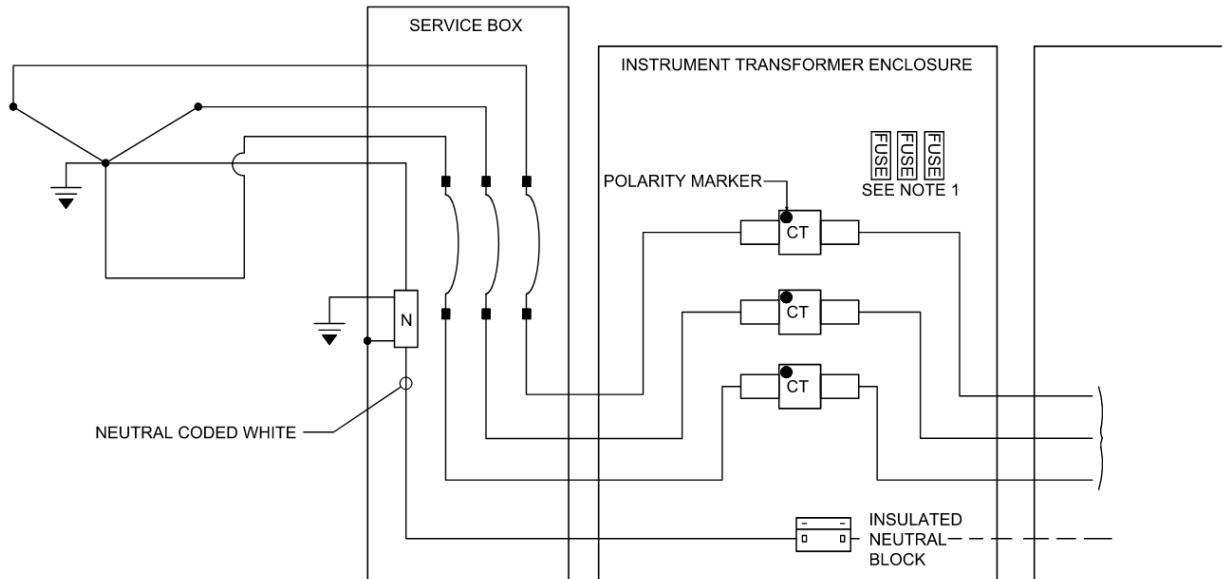 SERVICE BOX
INSTRUMENT TRANSFORMER ENCLOSURE
FUSE
FUSE
FUSE
SEE NOTE 1
POLARITY MARKER
CT
CT
CT
N
NEUTRAL CODED WHITE
INSULATED
NEUTRAL
BLOCK